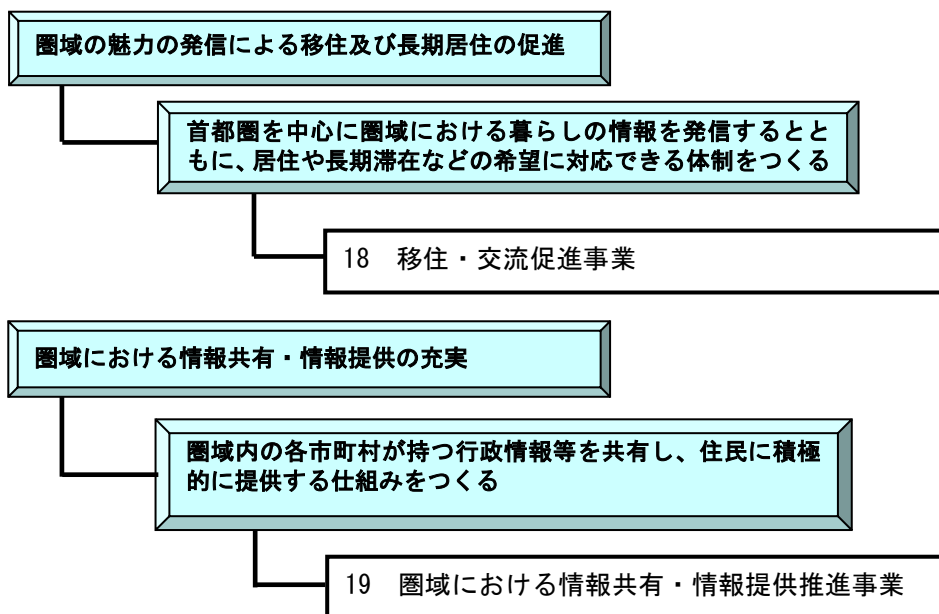 圏域の魅力の発信による移住及び長期居住の促進
首都圏を中心に圏域における暮らしの情報を発信するとと
もに、居住や長期滞在などの希望に対応できる体制をつくる
18 移住・交流促進事業
圏域における情報共有・情報提供の充実
圏域内の各市町村が持つ行政情報等を共有し、住民に積極
的に提供する仕組みをつくる
19 圏域における情報共有・情報提供推進事業